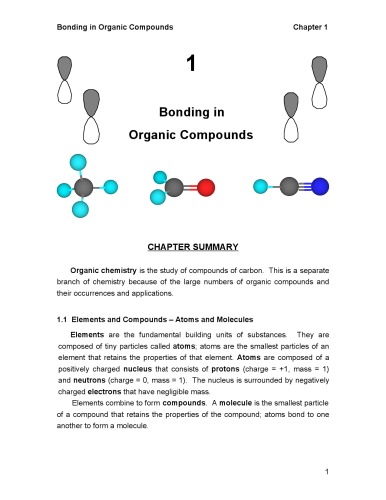 Bonding in Organic Compounds Chapter 1
1
Bonding in
Organic Compounds
CHAPTER SUMMARY
Organic chemistry is the study of compounds of carbon. This is a separate
branch of chemistry because of the large numbers of organic compounds and
their occurrences and applications.
1.1 Elements and Compounds – Atoms and Molecules
Elements are the fundamental building units of substances. They are
composed of tiny particles called atoms; atoms are the smallest particles of an
element that retains the properties of that element. Atoms are composed of a
positively charged nucleus that consists of protons (charge = +1, mass = 1)
and neutrons (charge = 0, mass = 1). The nucleus is surrounded by negatively
charged electrons that have negligible mass.
Elements combine to form compounds. A molecule is the smallest particle
of a compound that retains the properties of the compound; atoms bond to one
another to form a molecule.
1